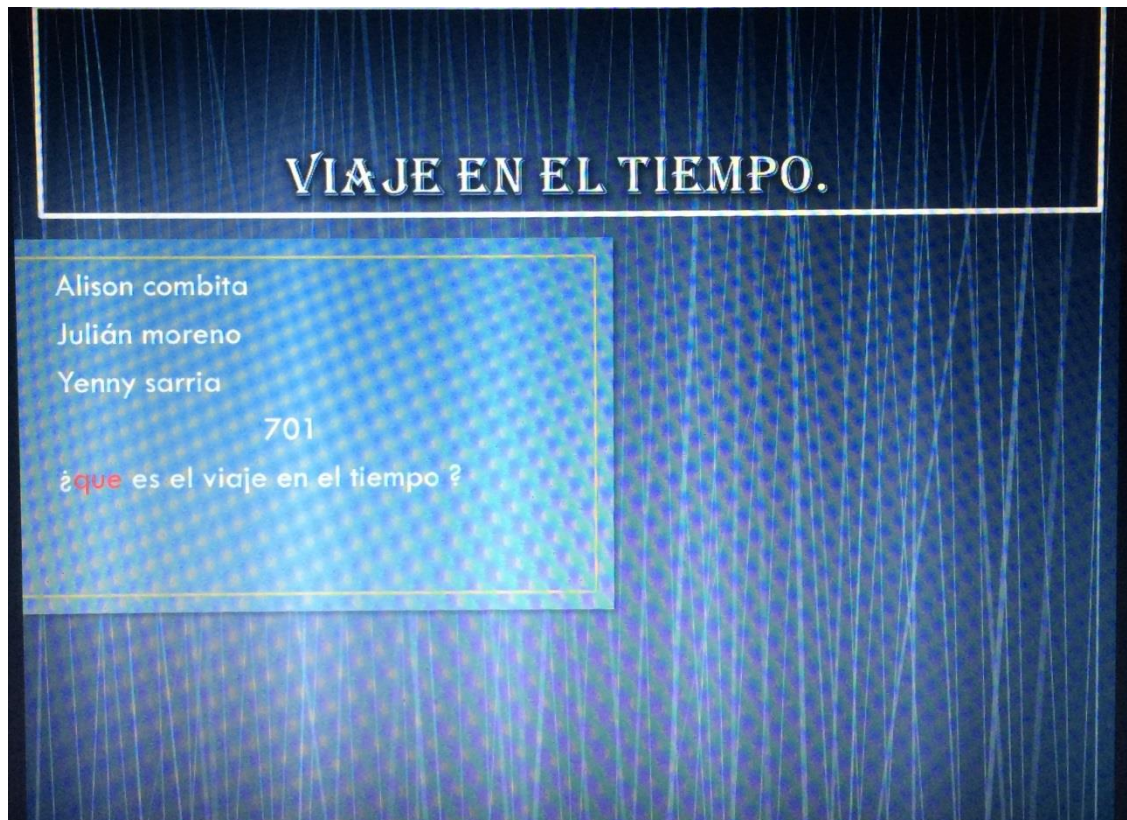 VIAJE EN EL TIEMPO.
Alison combita
Julián moreno
Yenny sarria
701
¿que es el viaje en el tiempo ?